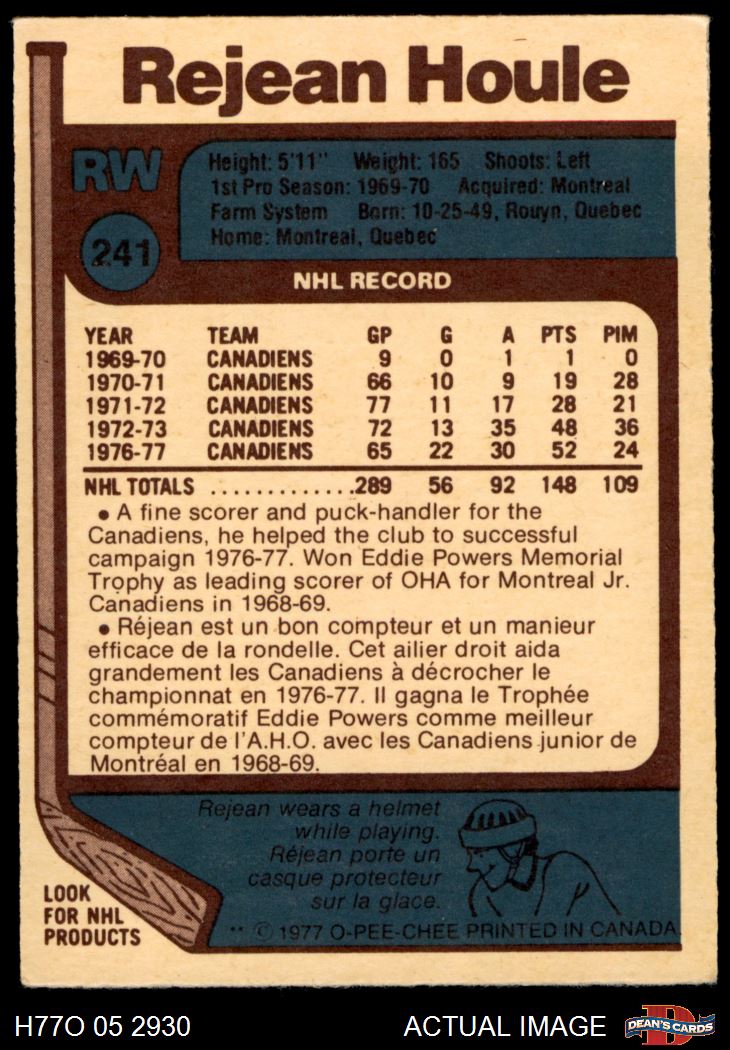 Rejean Houle
RW
Height: 5'11" Weight: 165 Shoots: Left
1st Pro Season: 1969-70 Acquired: Montreal
Farm System Born: 10-25-49, Rouyn, Quebec
Home: Montreal, Quebec
241
NHL RECORD
YEAR TEAM GP G A PTS PIM
1969-70 CANADIENS 9 0 1 1 0
1970-71 CANADIENS 66 10 9 19 28
1971-72 CANADIENS 77 11 17 28 21
1972-73 CANADIENS 72 13 35 48 36
1976-77 CANADIENS 65 22 30 52 24
NHL TOTALS .............289 56 92 148 109
• A fine scorer and puck-handler for the
Canadiens, he helped the club to successful
campaign 1976-77. Won Eddie Powers Memorial
Trophy as leading scorer of OHA for Montreal Jr.
Canadiens in 1968-69.
• Réjean est un bon compteur et un manieur
efficace de la rondelle. Cet ailier droit aida
grandement les Canadiens à décrocher le
championnat en 1976-77. Il gagna le Trophée
commémoratif Eddie Powers comme meilleur
compteur de l'A.H.O. avec les Canadiens junior de
Montréal en 1968-69.
Rejean wears a helmet
while playing.
Réjean porte un
casque protecteur
sur la glace.
LOOK
FOR NHL
PRODUCTS
** © 1977 O-PEE-CHEE PRINTED IN CANADA
H77O 05 2930 ACTUAL IMAGE
D
DEAN'S CARDS